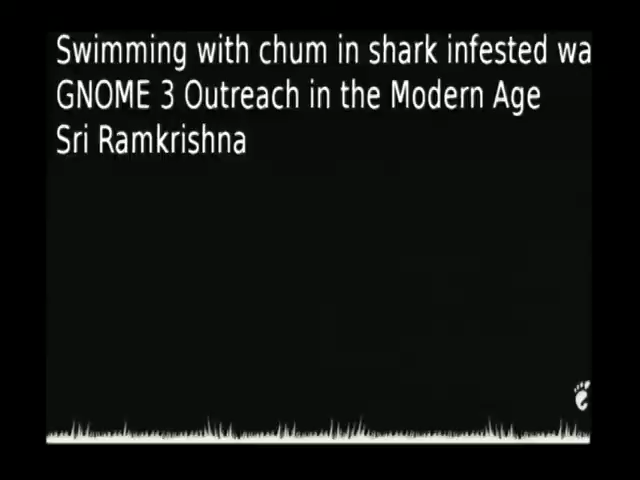 Swimming with chum in shark infested wa
GNOME 3 Outreach in the Modern Age
Sri Ramkrishna